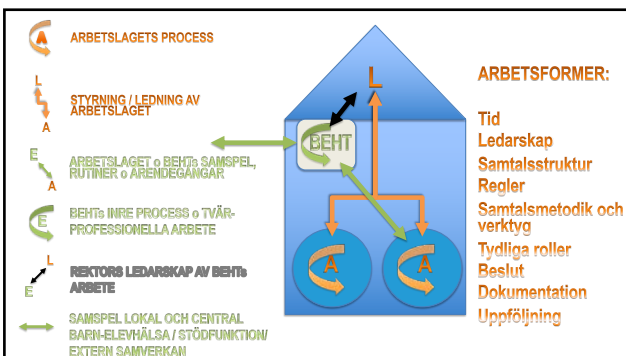 A
ARBETSLAGETS PROCESS
L
A
STYRNING / LEDNING AV
ARBETSLAGET
E
A
ARBETSLAGET o BEHTs SAMSPEL,
RUTINER o ÄRENDEGÅNGAR
E
BEHTs INRE PROCESS o TVÄR-
PROFESSIONELLA ARBETE
L
E
REKTORS LEDARSKAP AV BEHTs
ARBETE
SAMSPEL LOKAL OCH CENTRAL
BARN-ELEVHÄLSA / STÖDFUNKTION/
EXTERN SAMVERKAN
L
BEHT
A
A
ARBETSFORMER:
Tid
Ledarskap
Samtalsstruktur
Regler
Samtalsmetodik och
verktyg
Tydliga roller
Beslut
Dokumentation
Uppföljning